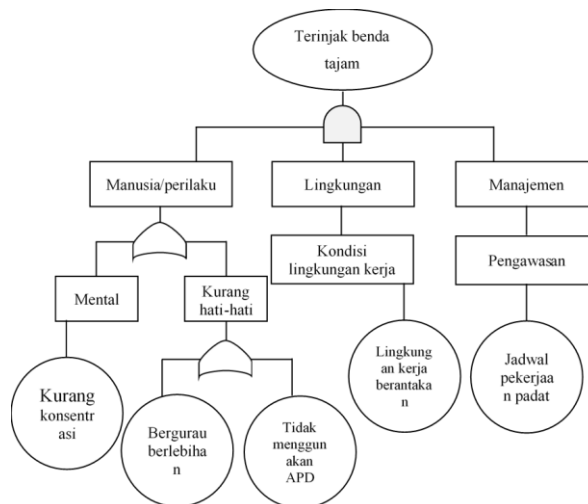 Terinjak benda
tajam
Manusia/perilaku
Lingkungan
Manajemen
Kondisi
lingkungan kerja
Pengawasan
Mental
Kurang
hati-hati
Kurang
konsentr
asi
Bergurau
berlebiha
n
Tidak
menggun
akan
APD
Lingkung
an kerja
berantaka
n
Jadwal
pekerjaa
n padat